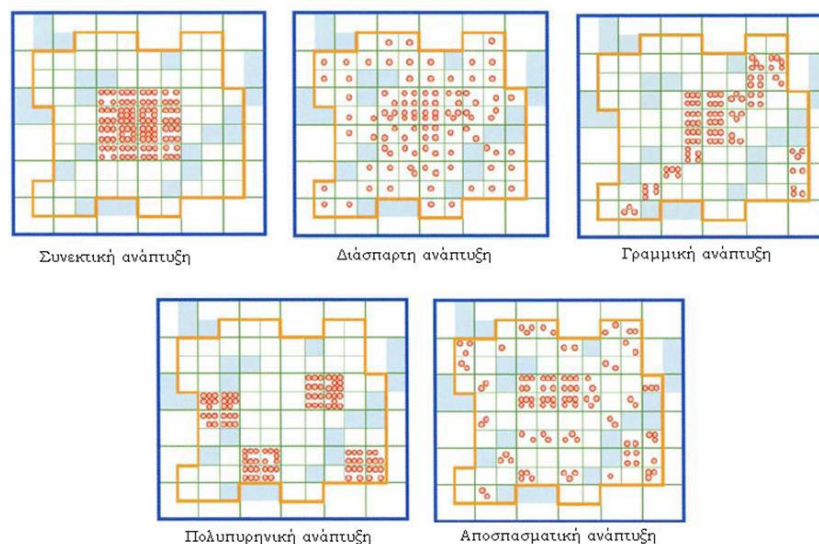 Συνεκτική ανάπτυξη
Διάσπαρτη ανάπτυξη
Γραμμική ανάπτυξη
Πολυπυρηνική ανάπτυξη
Αποσπασματική ανάπτυξη